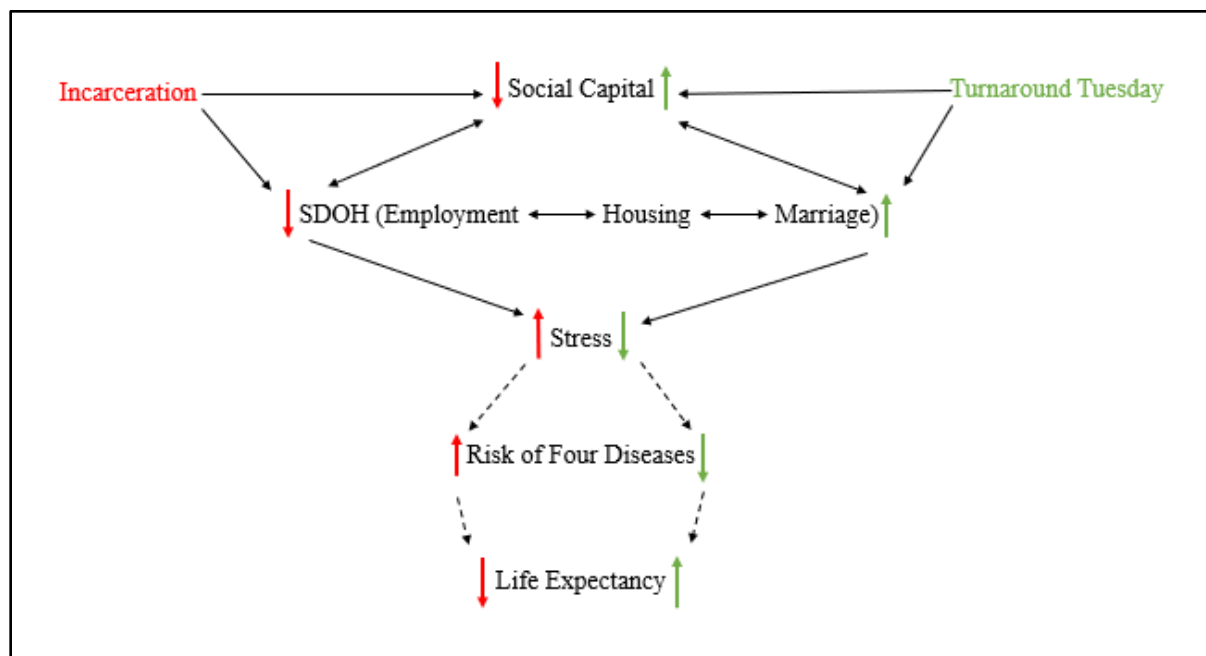 Incarceration Social Capital Turnaround Tuesday
SDOH (Employment Housing Marriage)
Stress
Risk of Four Diseases
Life Expectancy